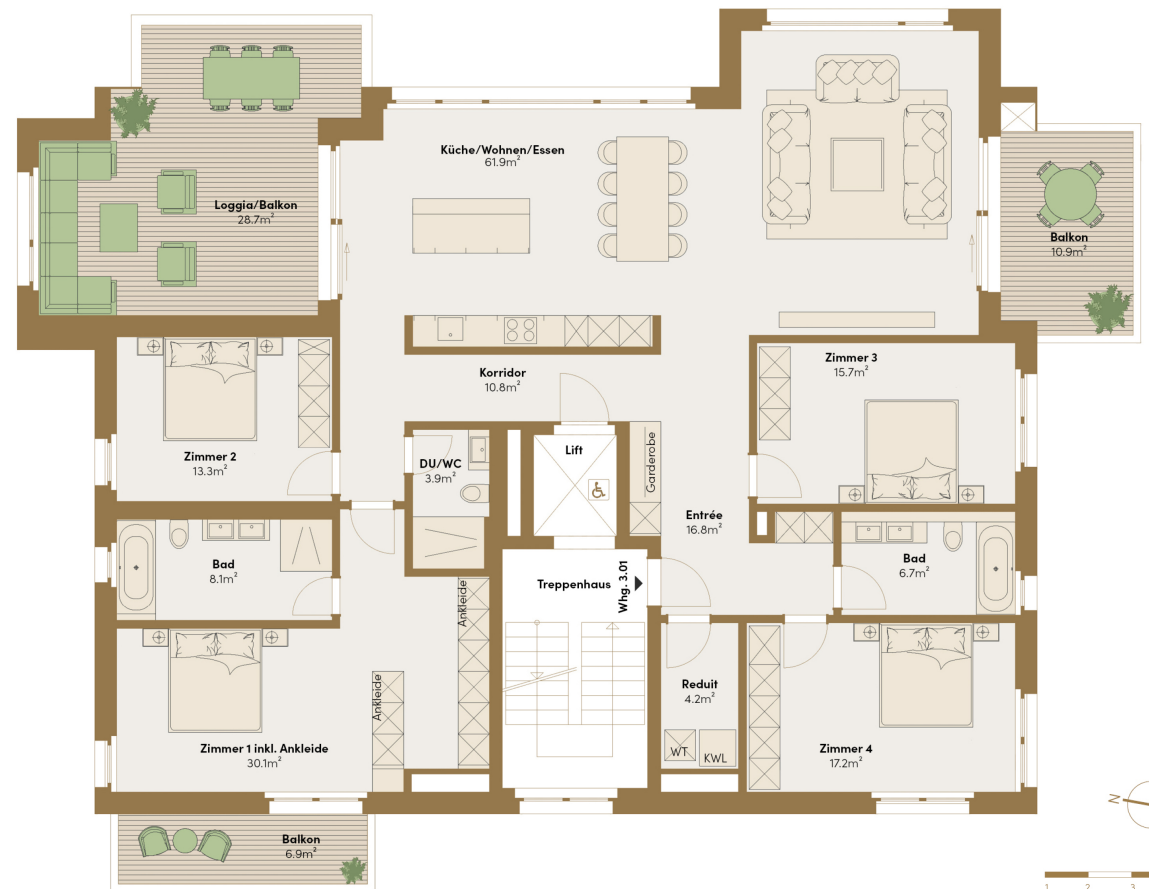 Küche/Wohnen/Essen
61.9m²
Loggia/Balkon
28.7m²
Balkon
10.9m²
Korridor
10.8m²
Zimmer 3
15.7m²
Zimmer 2
13.3m²
DU/WC
3.9m²
Lift
Garderobe
Entrée
16.8m²
Bad
8.1m²
Treppenhaus
Whg. 3.01
Bad
6.7m²
Ankleide
Ankleide
Reduit
4.2m²
WT
KWL
Zimmer 1 inkl. Ankleide
30.1m²
Zimmer 4
17.2m²
N
Balkon
6.9m²
1 2 3